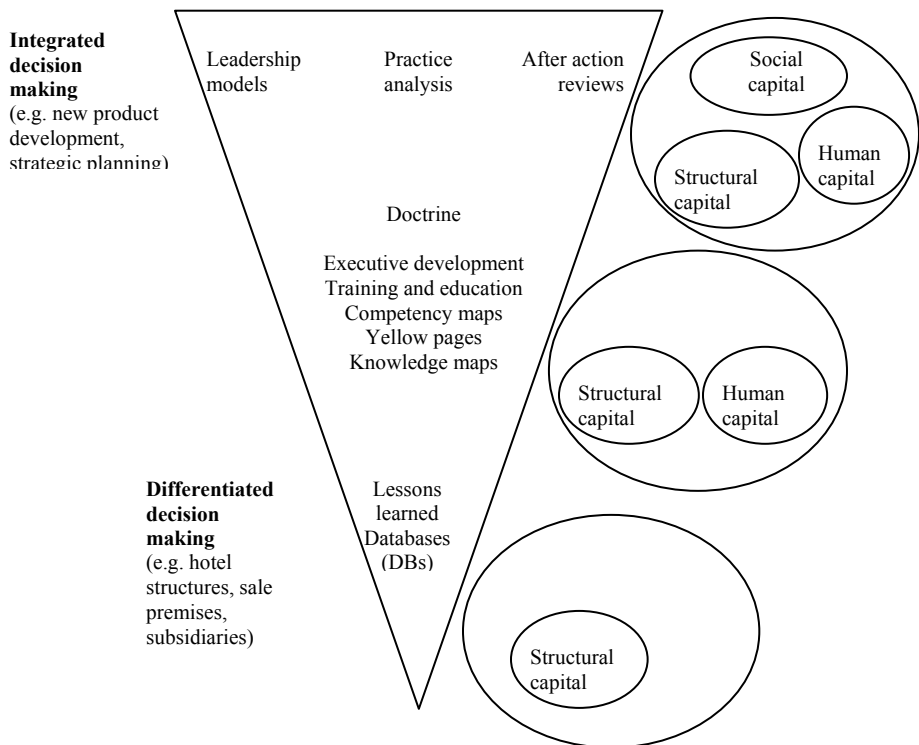 Integrated
decision
making
(e.g. new product
development,
strategic planning)
Leadership
models
Practice
analysis
After action
reviews
Social
capital
Structural
capital
Human
capital
Doctrine
Executive development
Training and education
Competency maps
Yellow pages
Knowledge maps
Structural
capital
Human
capital
Differentiated
decision
making
(e.g. hotel
structures, sale
premises,
subsidiaries)
Lessons
learned
Databases
(DBs)
Structural
capital